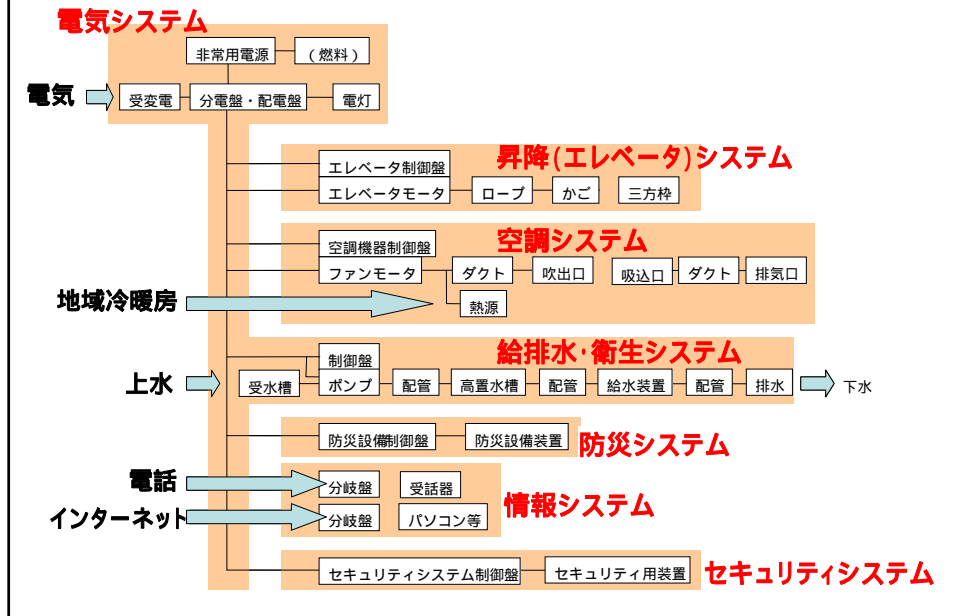 電気システム
非常用電源
(燃料)
電気
受変電
分電盤・配電盤
電灯
昇降(エレベータ)システム
エレベータ制御盤
エレベータモータ
ロープ
かご
三方枠
空調システム
空調機器制御盤
ファンモータ
ダクト
吹出口
吸込口
ダクト
排気口
地域冷暖房
熱源
給排水・衛生システム
制御盤
上水
受水槽
ポンプ
配管
高置水槽
配管
給水装置
配管
排水
下水
防災設備制御盤
防災設備装置
防災システム
電話
分岐盤
受話器
情報システム
インターネット
分岐盤
パソコン等
セキュリティシステム制御盤
セキュリティ用装置
セキュリティシステム